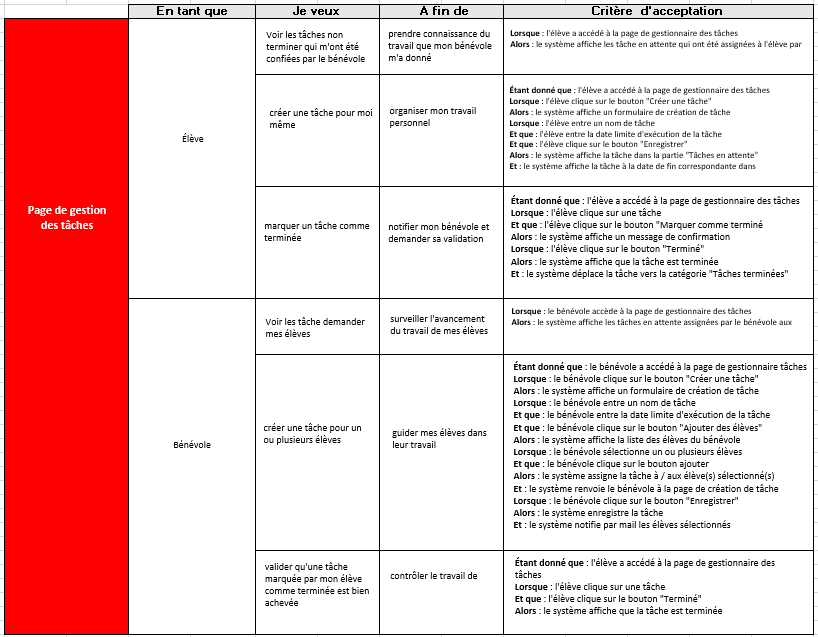 En tant que
Je veux
A fin de
Critère d'acceptation
Page de gestion
des tâches
Élève
Voir les tâches non
terminer qui m'ont été
confiées par le bénévole
prendre connaissance du
travail que mon bénévole
m'a donné
Lorsque : l'élève a accédé à la page de gestionnaire des tâches
Alors : le système affiche les tâche en attente qui ont été assignées à l'élève par
créer une tâche pour moi
même
organiser mon travail
personnel
Étant donné que : l'élève a accédé à la page de gestionnaire des tâches
Lorsque : l'élève clique sur le bouton "Créer une tâche"
Alors : le système affiche un formulaire de création de tâche
Lorsque : l'élève entre un nom de tâche
Et que : l'élève entre la date limite d'exécution de la tâche
Et que : l'élève clique sur le bouton "Enregistrer"
Alors : le système affiche la tâche dans la partie "Tâches en attente"
Et : le système affiche la tâche à la date de fin correspondante dans
marquer un tâche comme
terminée
notifier mon bénévole et
demander sa validation
Étant donné que : l'élève a accédé à la page de gestionnaire des tâches
Lorsque : l'élève clique sur une tâche
Et que : l'élève clique sur le bouton "Marquer comme terminé
Alors : le système affiche un message de confirmation
Lorsque : l'élève clique sur le bouton "Terminé"
Alors : le système affiche que la tâche est terminée
Et : le système déplace la tâche vers la catégorie "Tâches terminées"
Bénévole
Voir les tâche demander
mes élèves
surveiller l'avancement
du travail de mes élèves
Lorsque : le bénévole accède à la page de gestionnaire des tâches
Alors : le système affiche les tâches en attente assignées par le bénévole aux
créer une tâche pour un
ou plusieurs élèves
guider mes élèves dans
leur travail
Étant donné que : le bénévole a accédé à la page de gestionnaire tâches
Lorsque : le bénévole clique sur le bouton "Créer une tâche"
Alors : le système affiche un formulaire de création de tâche
Lorsque : le bénévole entre un nom de tâche
Et que : le bénévole entre la date limite d'exécution de la tâche
Et que : le bénévole clique sur le bouton "Ajouter des élèves"
Alors : le système affiche la liste des élèves du bénévole
Lorsque : le bénévole sélectionne un ou plusieurs élèves
Et que : le bénévole clique sur le bouton ajouter
Alors : le système assigne la tâche à / aux élève(s) sélectionné(s)
Et : le système renvoie le bénévole à la page de création de tâche
Lorsque : le bénévole clique sur le bouton "Enregistrer"
Alors : le système enregistre la tâche
Et : le système notifie par mail les élèves sélectionnés
valider qu'une tâche
marquée par mon élève
comme terminée est bien
achevée
contrôler le travail de
Étant donné que : l'élève a accédé à la page de gestionnaire des
tâches
Lorsque : l'élève clique sur une tâche
Et que : l'élève clique sur le bouton "Terminé"
Alors : le système affiche que la tâche est terminée